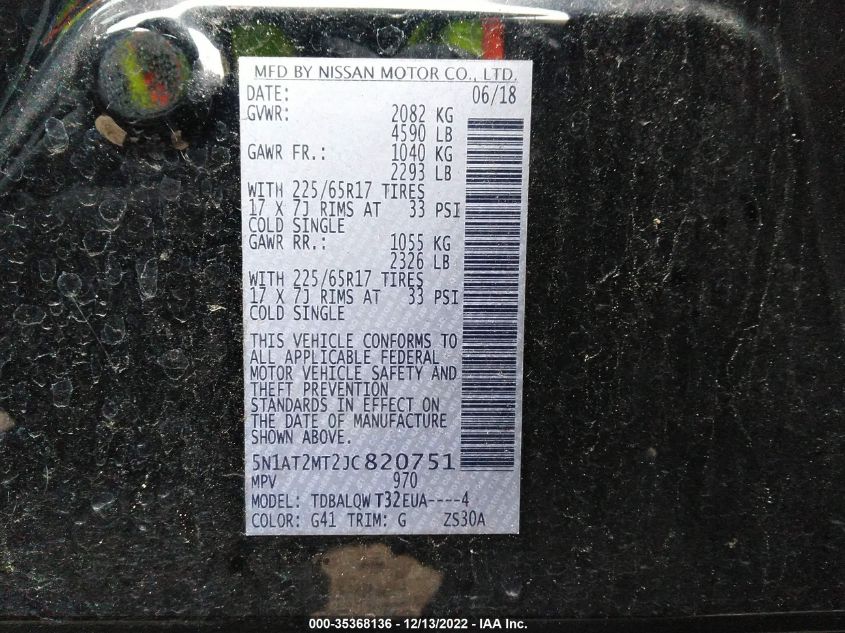 MFD BY NISSAN MOTOR CO., LTD.
DATE: 06/18
GVWR: 2082 KG
4590 LB
GAWR FR.: 1040 KG
2293 LB
WITH 225/65R17 TIRES
17 X 7J RIMS AT 33 PSI
COLD SINGLE
GAWR RR.: 1055 KG
2326 LB
WITH 225/65R17 TIRES
17 X 7J RIMS AT 33 PSI
COLD SINGLE
THIS VEHICLE CONFORMS TO
ALL APPLICABLE FEDERAL
MOTOR VEHICLE SAFETY AND
THEFT PREVENTION
STANDARDS IN EFFECT ON
THE DATE OF MANUFACTURE
SHOWN ABOVE.
5N1AT2MT2JC820751
MPV 970
MODEL: TDBALQW T32EUA----4
COLOR: G41 TRIM: G ZS30A
000-35368136 - 12/13/2022 - IAA Inc.